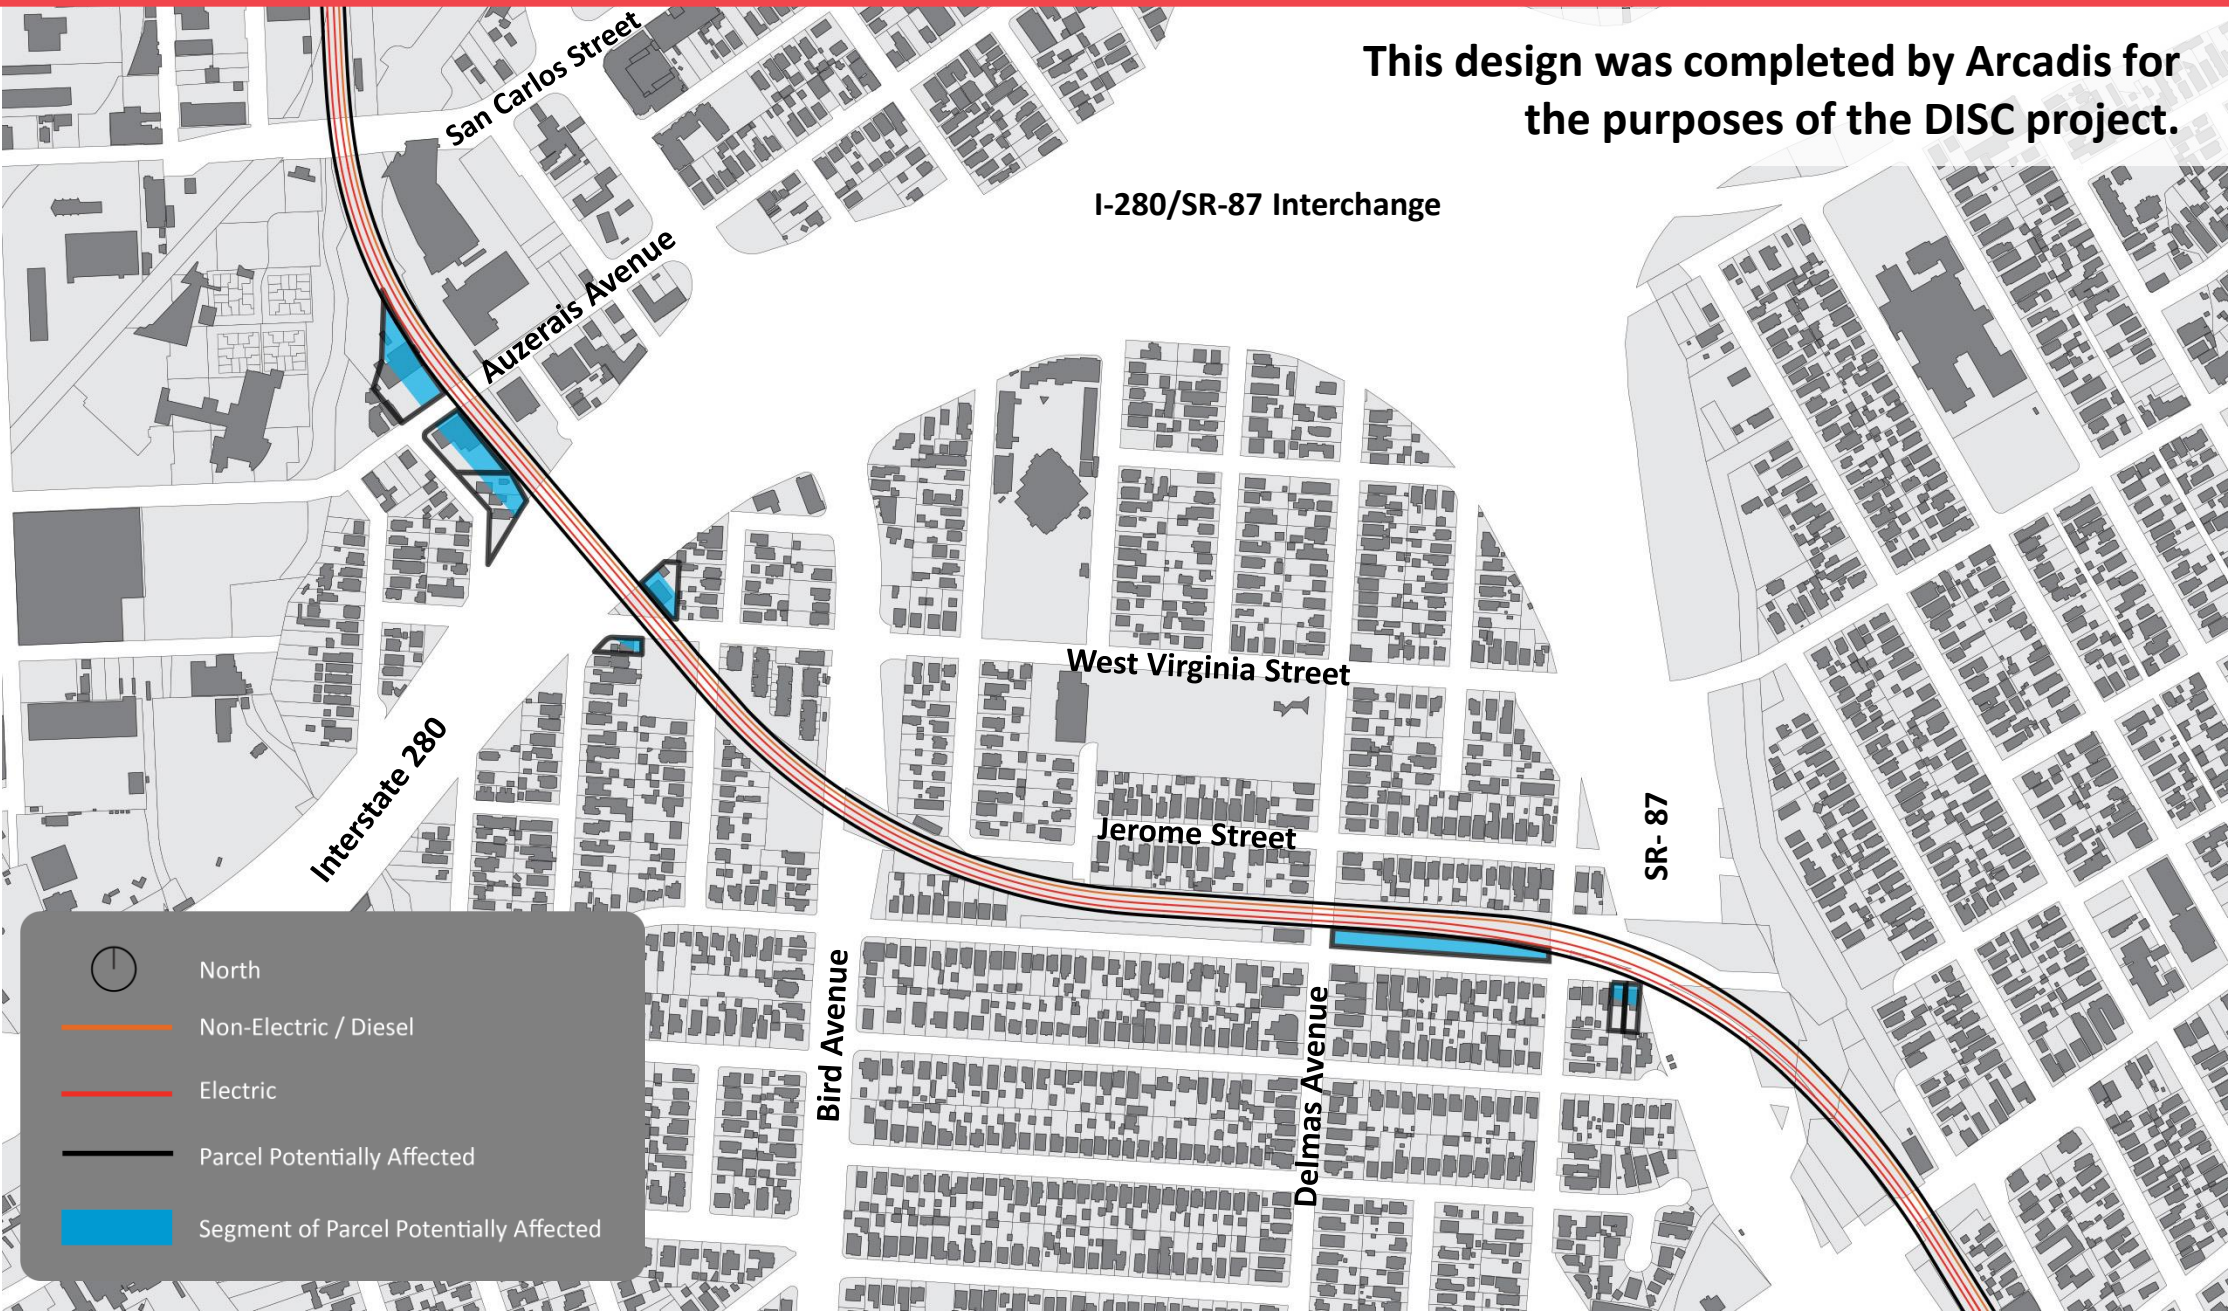 This design was completed by Arcadis for
the purposes of the DISC project.
San Carlos Street
I-280/SR-87 Interchange
Auzerais Avenue
West Virginia Street
Interstate 280
Jerome Street
SR- 87
Bird Avenue
Delmas Avenue
North
Non-Electric / Diesel
Electric
Parcel Potentially Affected
Segment of Parcel Potentially Affected